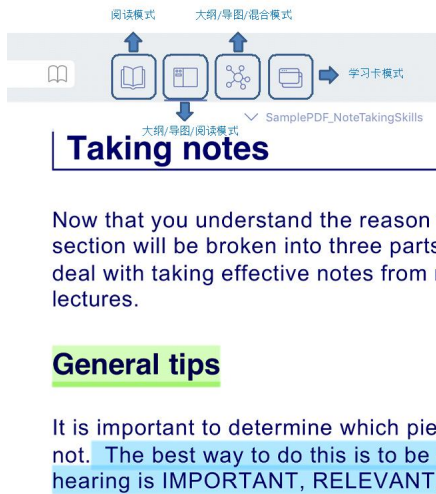 阅读模式
大纲/导图/混合模式
学习卡模式
大纲/导图/阅读模式
SamplePDF_NoteTakingSkills
Taking notes
Now that you understand the reason
section will be broken into three parts
deal with taking effective notes from
lectures.
General tips
It is important to determine which pie
not. The best way to do this is to be
hearing is IMPORTANT, RELEVANT